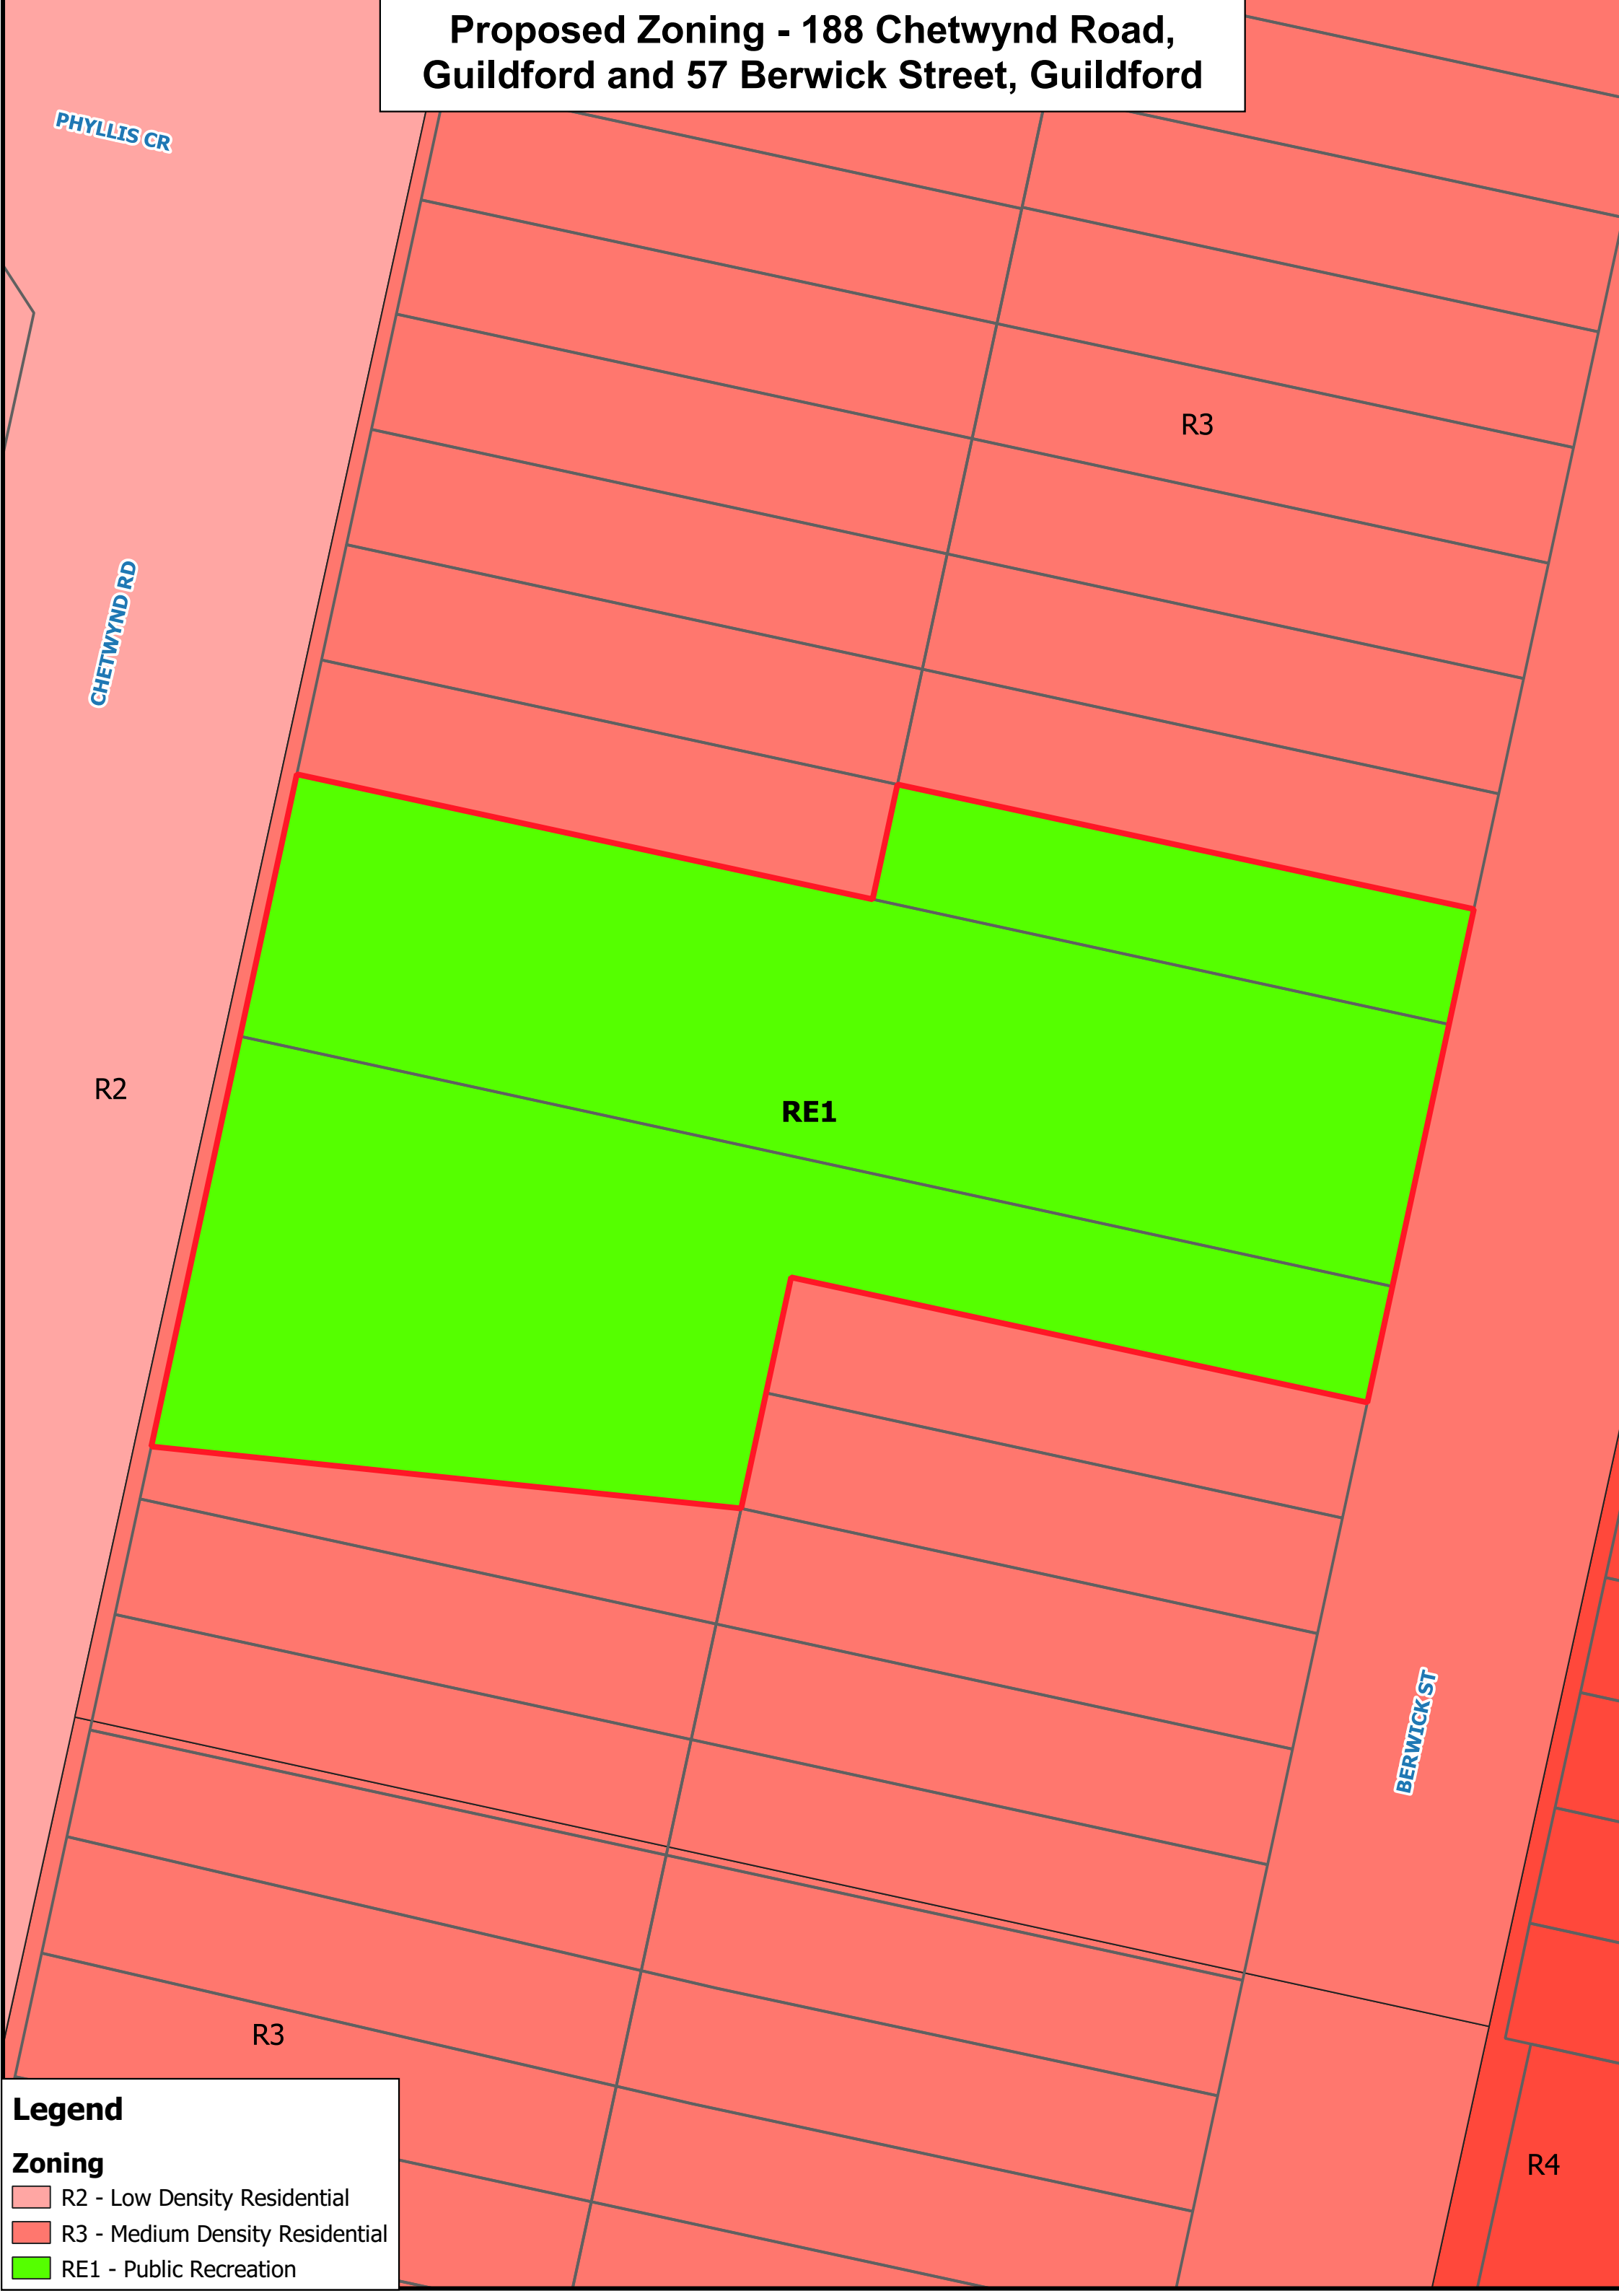 Proposed Zoning - 188 Chetwynd Road,
Guildford and 57 Berwick Street, Guildford
PHYLLIS CR
R3
CHETWYND RD
R2
RE1
BERWICK ST
R3
R4
Legend
Zoning
R2 - Low Density Residential
R3 - Medium Density Residential
RE1 - Public Recreation